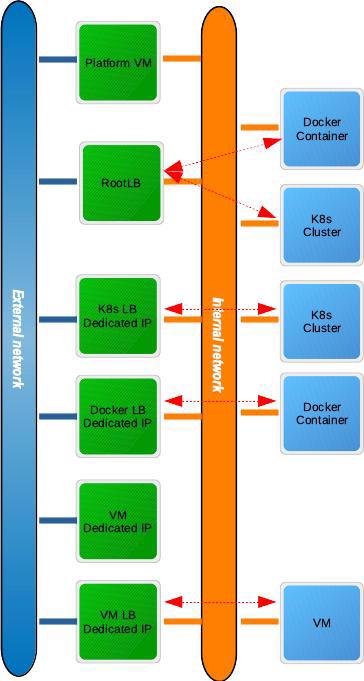 External network
Internal network
Platform VM
RootLB
K8s LB
Dedicated IP
Docker LB
Dedicated IP
VM
Dedicated IP
VM LB
Dedicated IP
Docker
Container
K8s
Cluster
K8s
Cluster
Docker
Container
VM